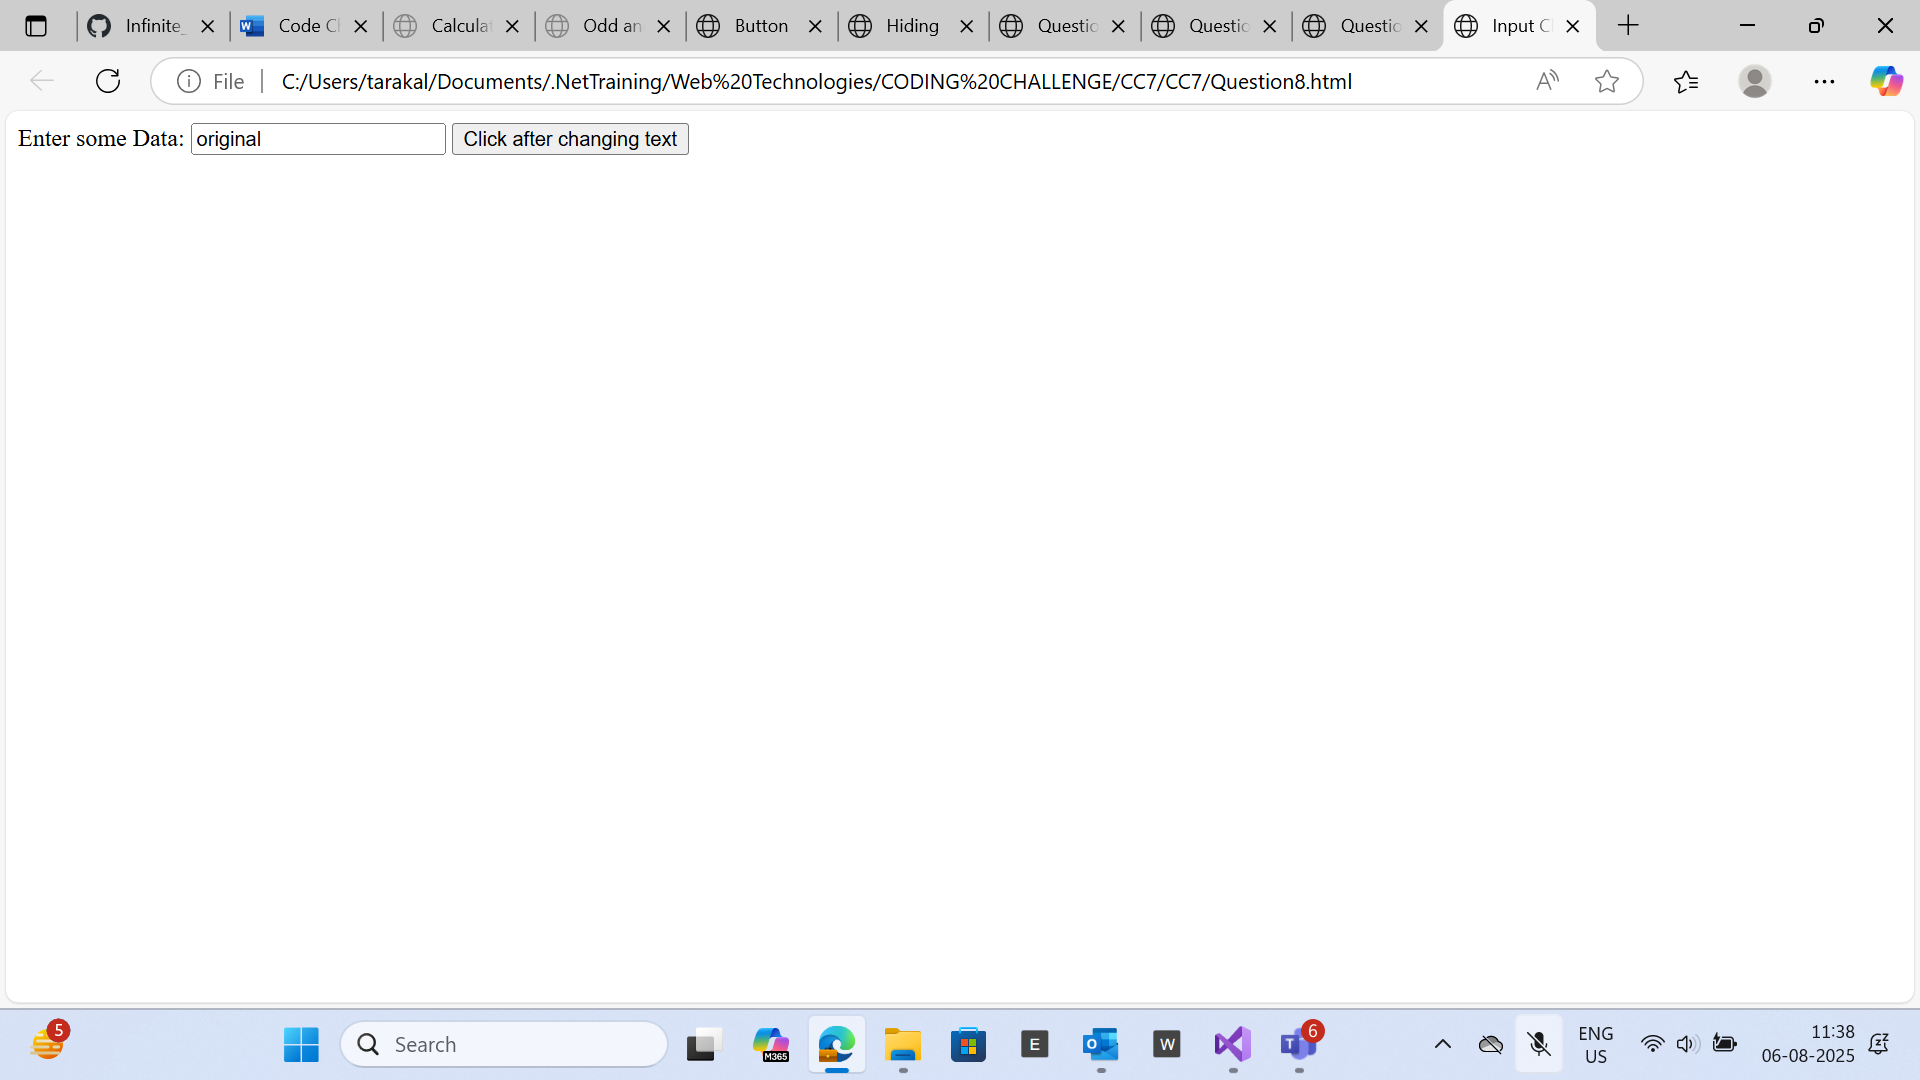 Infinite_
Code Cl
Calculat
Odd an
Button
Hiding
Questio
Questio
Questio
Input Cl
File
C:/Users/tarakal/Documents/.NetTraining/Web%20Technologies/CODING%20CHALLENGE/CC7/CC7/Question8.html
Enter some Data: original Click after changing text
5
Search
M365
E
W
6
ENG
US
11:38
06-08-2025